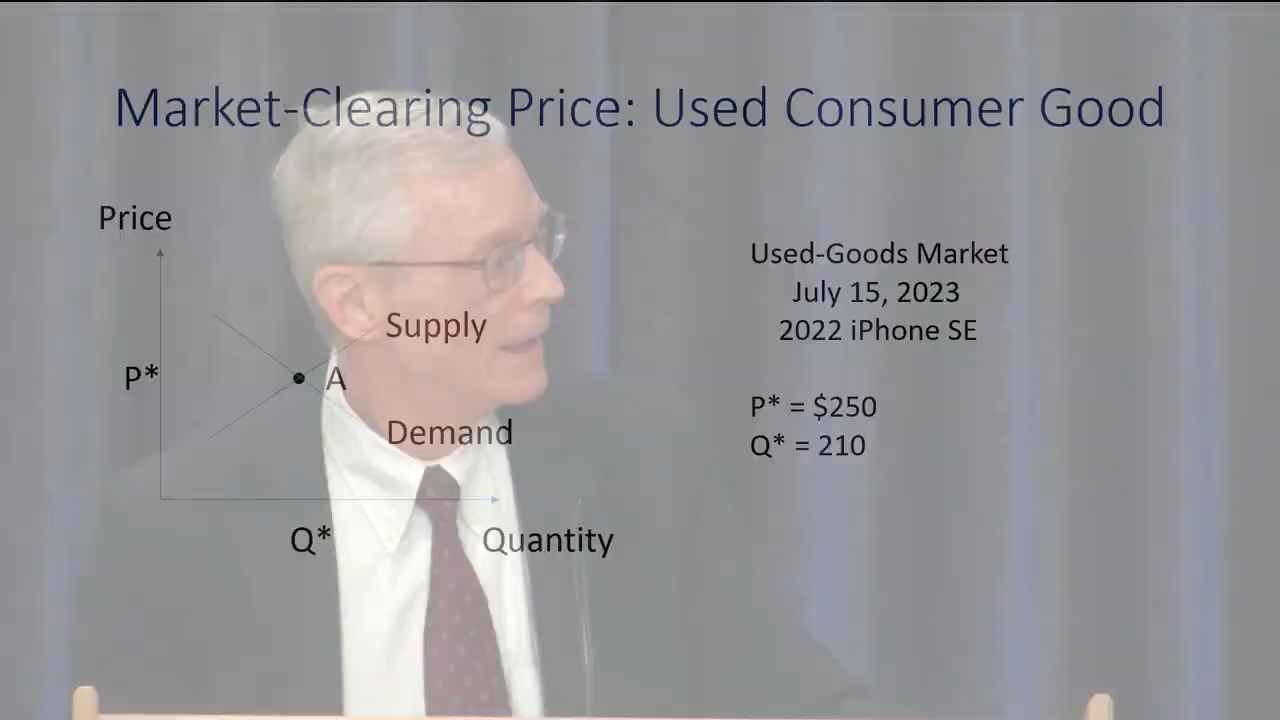 Market-Clearing Price: Used Consumer Good
Price
Supply
P*
A
Demand
Q*
Quantity
Used-Goods Market
July 15, 2023
2022 iPhone SE
P* = $250
Q* = 210